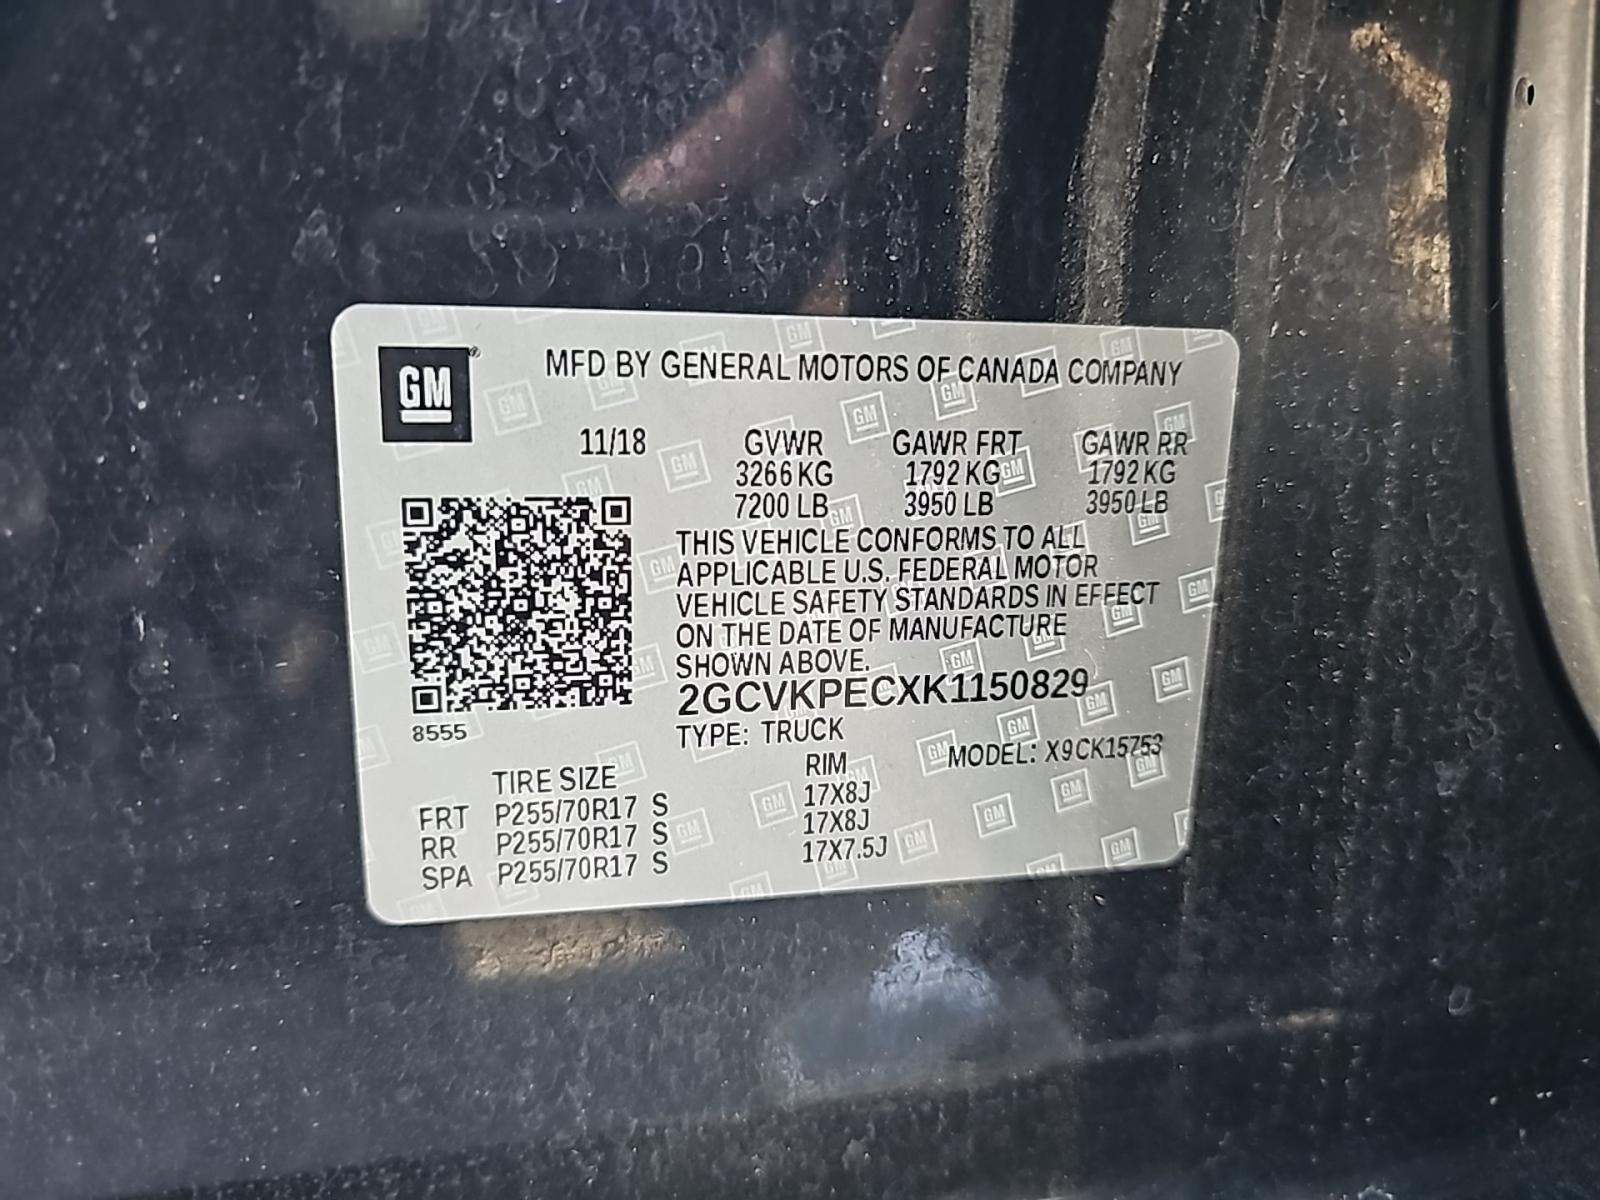 GM
MFD BY GENERAL MOTORS OF CANADA COMPANY
11/18 GVWR GAWR FRT GAWR RR
3266 KG 1792 KG 1792 KG
7200 LB 3950 LB 3950 LB
THIS VEHICLE CONFORMS TO ALL
APPLICABLE U.S. FEDERAL MOTOR
VEHICLE SAFETY STANDARDS IN EFFECT
ON THE DATE OF MANUFACTURE
SHOWN ABOVE.
2GCVKPECXK1150829
8555
TYPE: TRUCK
MODEL: X9CK15753
TIRE SIZE RIM
FRT P255/70R17 S 17X8J
RR P255/70R17 S 17X8J
SPA P255/70R17 S 17X7.5J